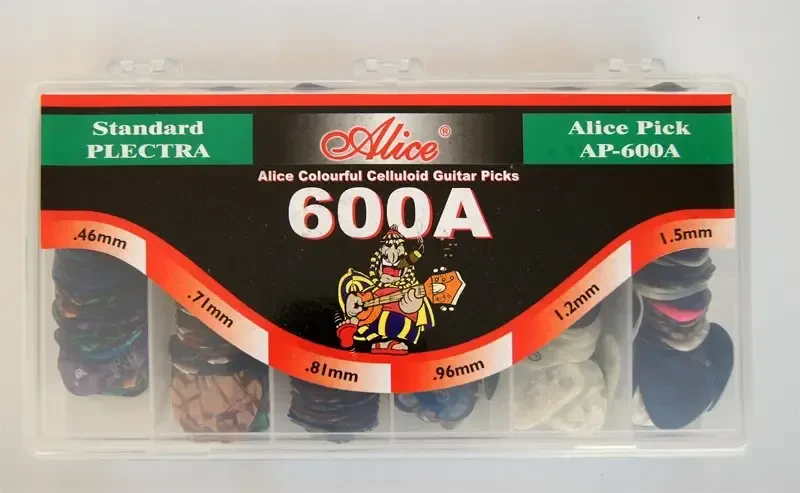 Standard
PLECTRA
Alice®
Alice Pick
AP-600A
Alice Colourful Celluloid Guitar Picks
600A
.46mm
.71mm
.81mm
.96mm
1.2mm
1.5mm